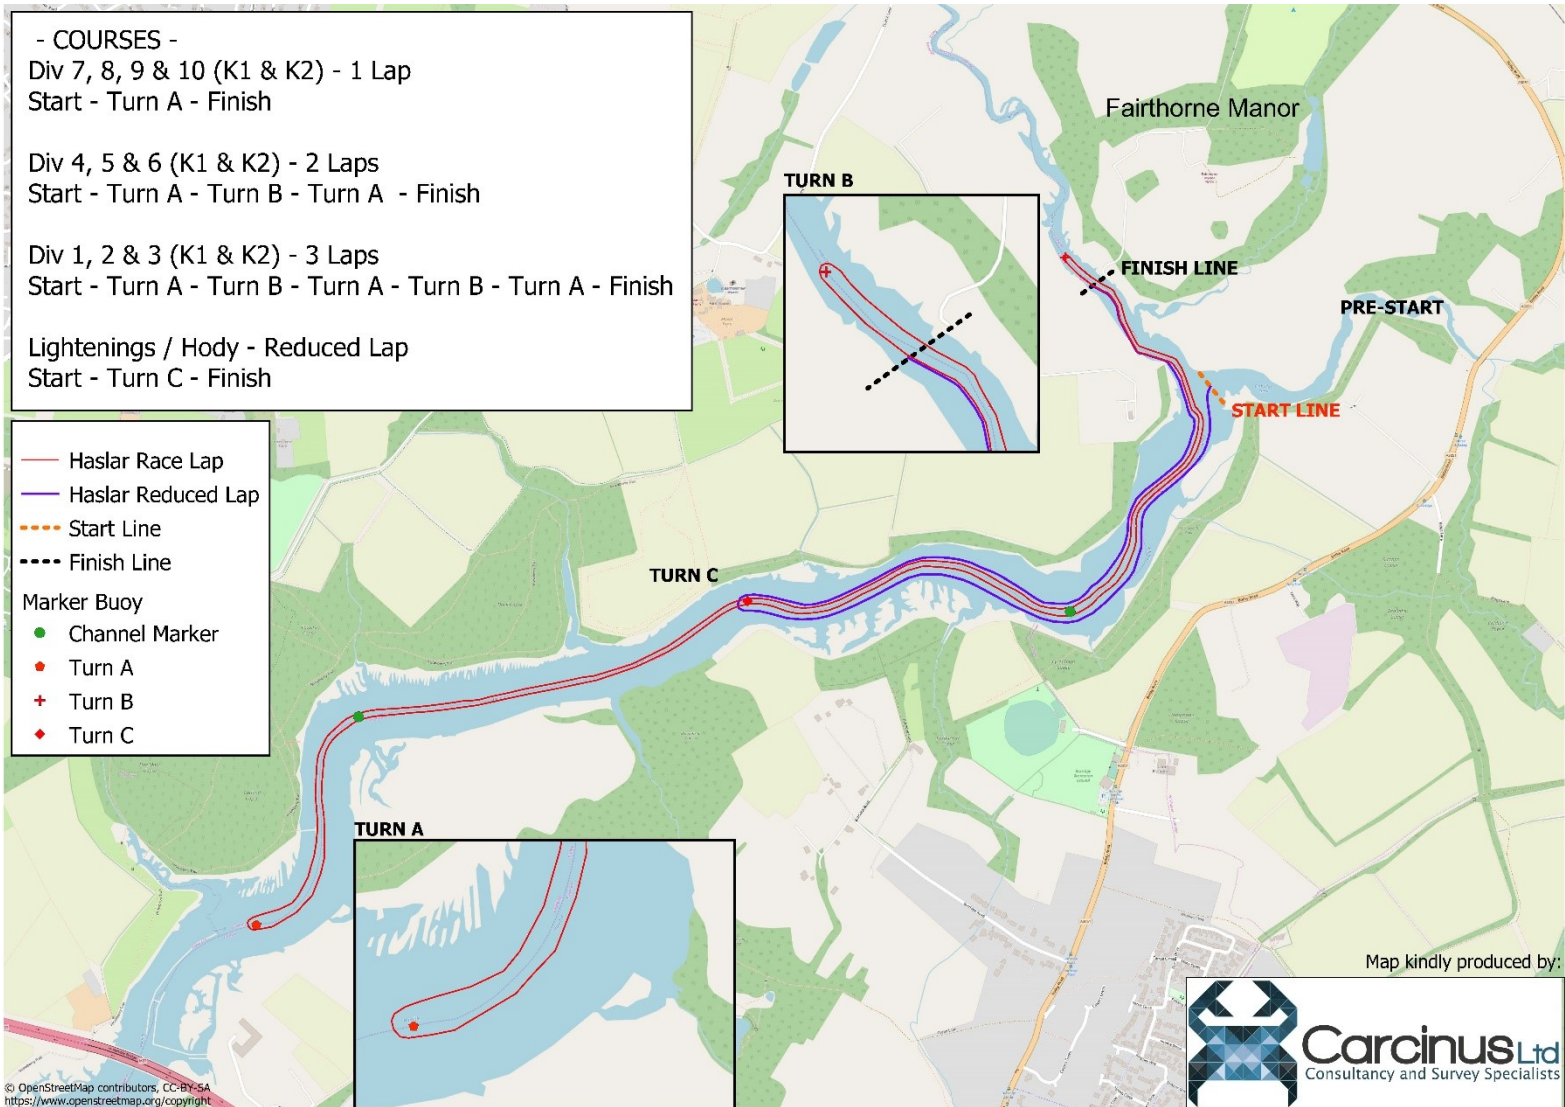 - COURSES -
Div 7, 8, 9 & 10 (K1 & K2) - 1 Lap
Start - Turn A - Finish
Div 4, 5 & 6 (K1 & K2) - 2 Laps
Start - Turn A - Turn B - Turn A - Finish
Div 1, 2 & 3 (K1 & K2) - 3 Laps
Start - Turn A - Turn B - Turn A - Turn B - Turn A - Finish
Lightenings / Hody - Reduced Lap
Start - Turn C - Finish
Haslar Race Lap
Haslar Reduced Lap
Start Line
Finish Line
Marker Buoy
Channel Marker
Turn A
Turn B
Turn C
Fairthorne Manor
TURN B
FINISH LINE
PRE-START
START LINE
TURN C
TURN A
Map kindly produced by:
Carcinus Ltd
Consultancy and Survey Specialists
© OpenStreetMap contributors, CC-BY-SA
https://www.openstreetmap.org/copyright